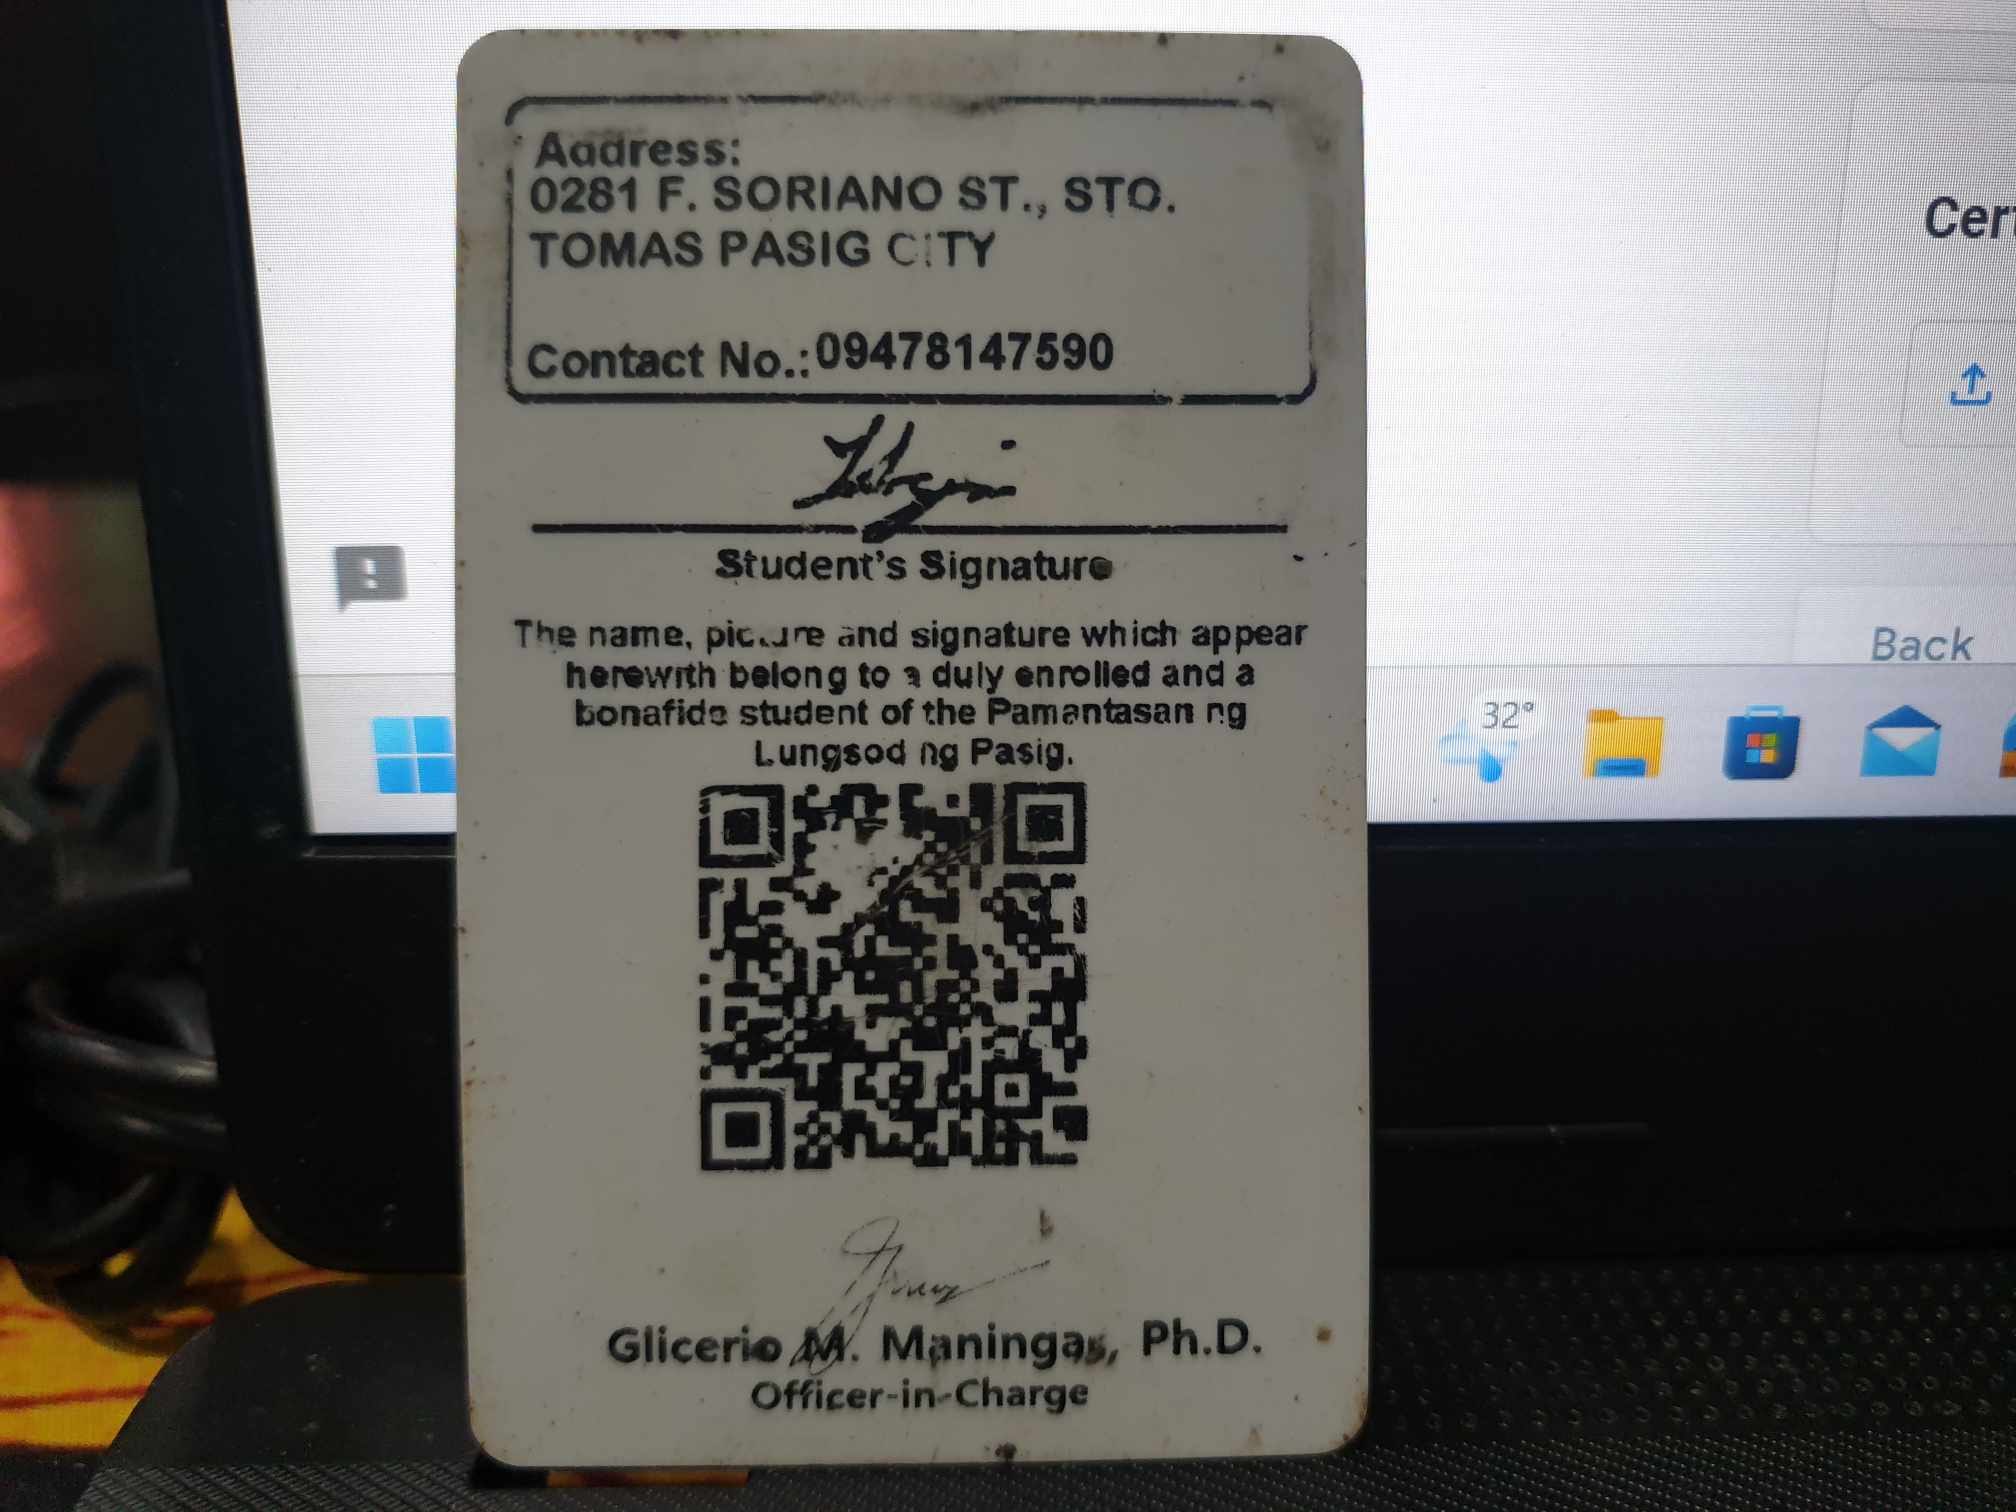 Address:
0281 F. SORIANO ST., STO.
TOMAS PASIG CITY
Contact No.: 09478147590
Student's Signature
The name, picture and signature which appear
herewith belong to a duly enrolled and a
bonafide student of the Pamantasan ng
Lungsod ng Pasig.
Glicerio M. Maningas, Ph.D.
Officer-in-Charge
Back
32°